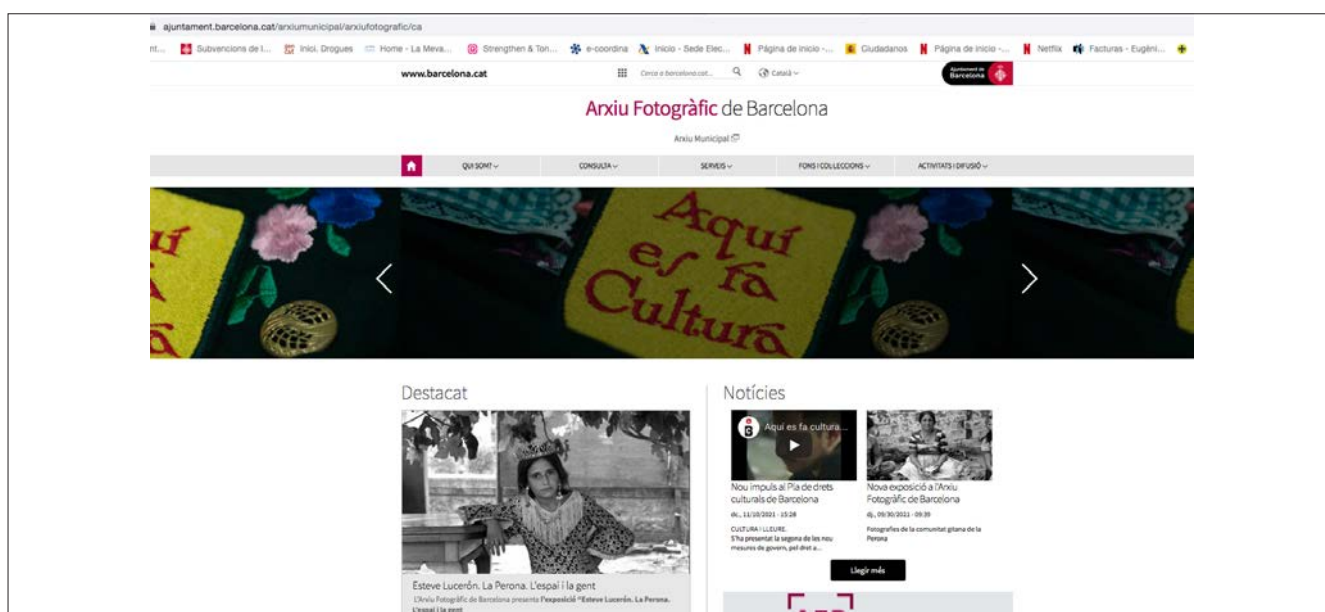 ajuntament.barcelona.cat/arxiumunicipal/arxiufotografic/ca
nt... Subvencions de l... Inici. Drogues Home - La Meva... Strengthen & Ton... e-coordina Inicio - Sede Elec... Página de inicio -... Ciudadanos Página de inicio -... Netflix Facturas - Eugèni...
www.barcelona.cat Cerca a barcelona.cat... Català Ajuntament de Barcelona
Arxiu Fotogràfic de Barcelona
Arxiu Municipal
QUI SOM? CONSULTA SERVEIS FONS I COL·LECCIONS ACTIVITATS I DIFUSIÓ
Aquí
es fa
Cultura
Destacat
Esteve Lucerón. La Perona. L'espai i la gent
L'Arxiu Fotogràfic de Barcelona presenta l'exposició "Esteve Lucerón. La Perona.
L'espai i la gent
Notícies
Aquí es fa cultura...
Nou impuls al Pla de drets
culturals de Barcelona
dc., 11/10/2021 - 15:28
CULTURA I LLEURE.
S'ha presentat la segona de les nou
mesures de govern, pel dret a...
Nova exposició a l'Arxiu
Fotogràfic de Barcelona
dj., 09/30/2021 - 09:39
Fotografies de la comunitat gitana de la
Perona
Llegir més